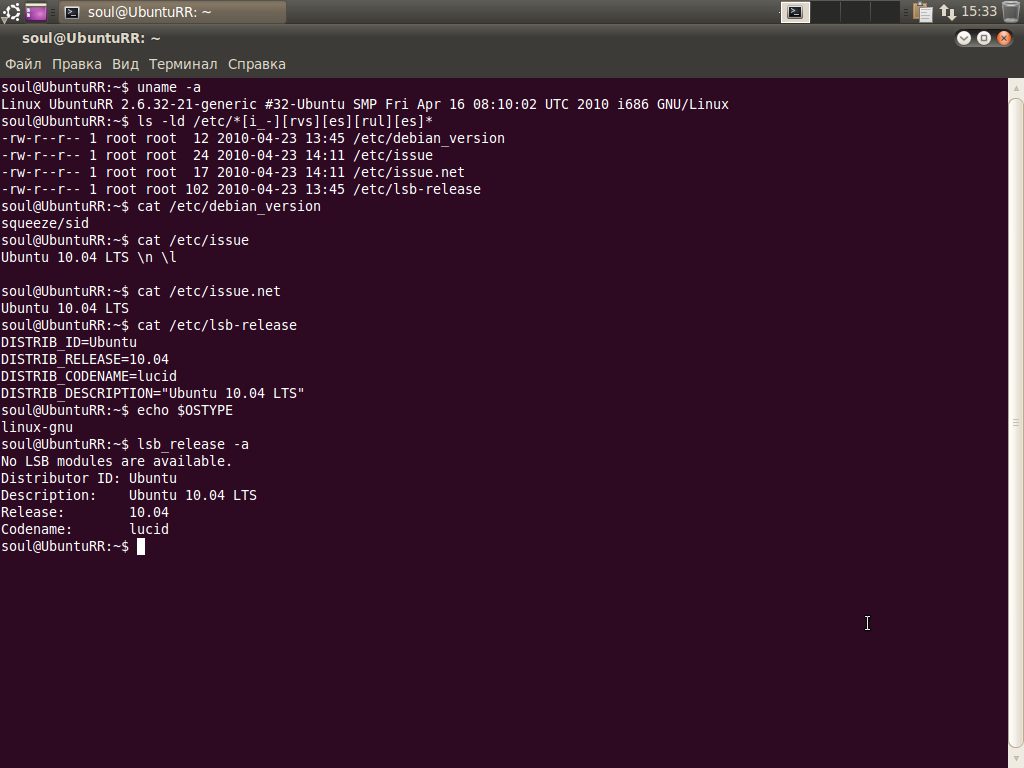 soul@UbuntuRR: ~
15:33
soul@UbuntuRR: ~
Файл Правка Вид Терминал Справка
soul@UbuntuRR:~$ uname -a
Linux UbuntuRR 2.6.32-21-generic #32-Ubuntu SMP Fri Apr 16 08:10:02 UTC 2010 i686 GNU/Linux
soul@UbuntuRR:~$ ls -ld /etc/*[i_-][rvs][es][rul][es]*
-rw-r--r-- 1 root root  12 2010-04-23 13:45 /etc/debian_version
-rw-r--r-- 1 root root  24 2010-04-23 14:11 /etc/issue
-rw-r--r-- 1 root root  17 2010-04-23 14:11 /etc/issue.net
-rw-r--r-- 1 root root 102 2010-04-23 13:45 /etc/lsb-release
soul@UbuntuRR:~$ cat /etc/debian_version
squeeze/sid
soul@UbuntuRR:~$ cat /etc/issue
Ubuntu 10.04 LTS \n \l
soul@UbuntuRR:~$ cat /etc/issue.net
Ubuntu 10.04 LTS
soul@UbuntuRR:~$ cat /etc/lsb-release
DISTRIB_ID=Ubuntu
DISTRIB_RELEASE=10.04
DISTRIB_CODENAME=lucid
DISTRIB_DESCRIPTION="Ubuntu 10.04 LTS"
soul@UbuntuRR:~$ echo $OSTYPE
linux-gnu
soul@UbuntuRR:~$ lsb_release -a
No LSB modules are available.
Distributor ID: Ubuntu
Description:    Ubuntu 10.04 LTS
Release:        10.04
Codename:       lucid
soul@UbuntuRR:~$